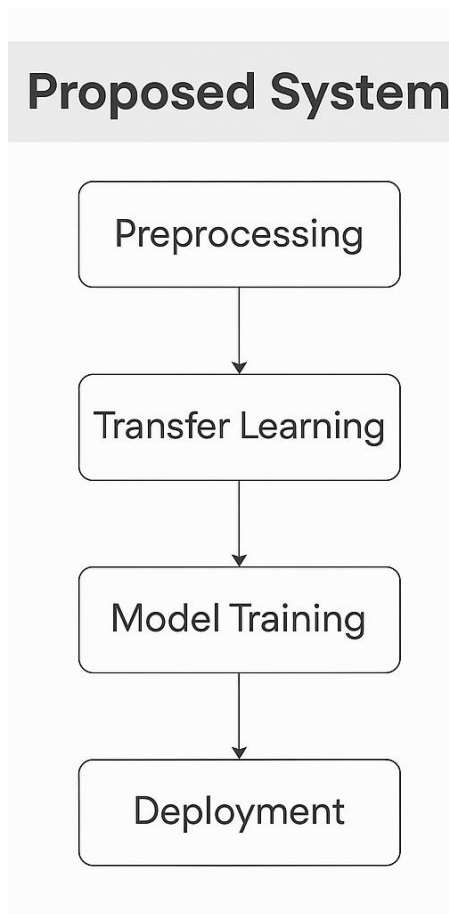 Proposed System
Preprocessing
Transfer Learning
Model Training
Deployment